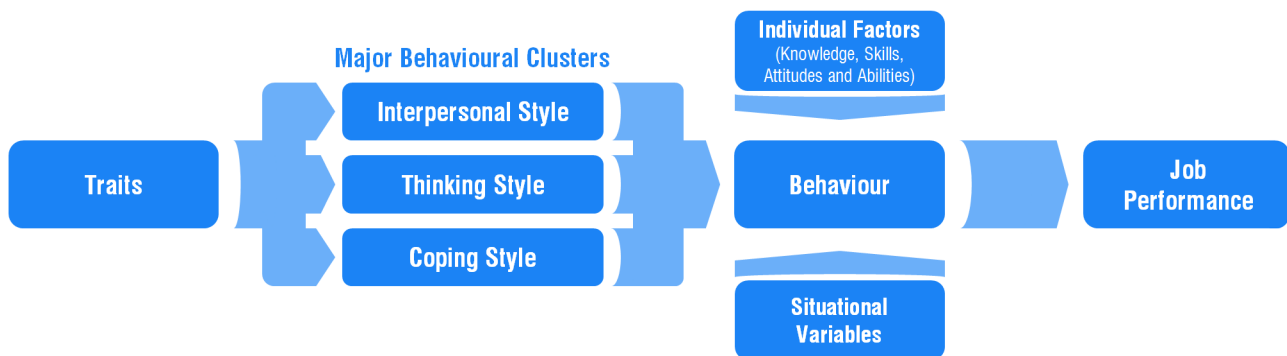 Individual Factors
(Knowledge, Skills,
Attitudes and Abilities)
Major Behavioural Clusters
Interpersonal Style
Traits
Thinking Style
Behaviour
Job
Performance
Coping Style
Situational
Variables